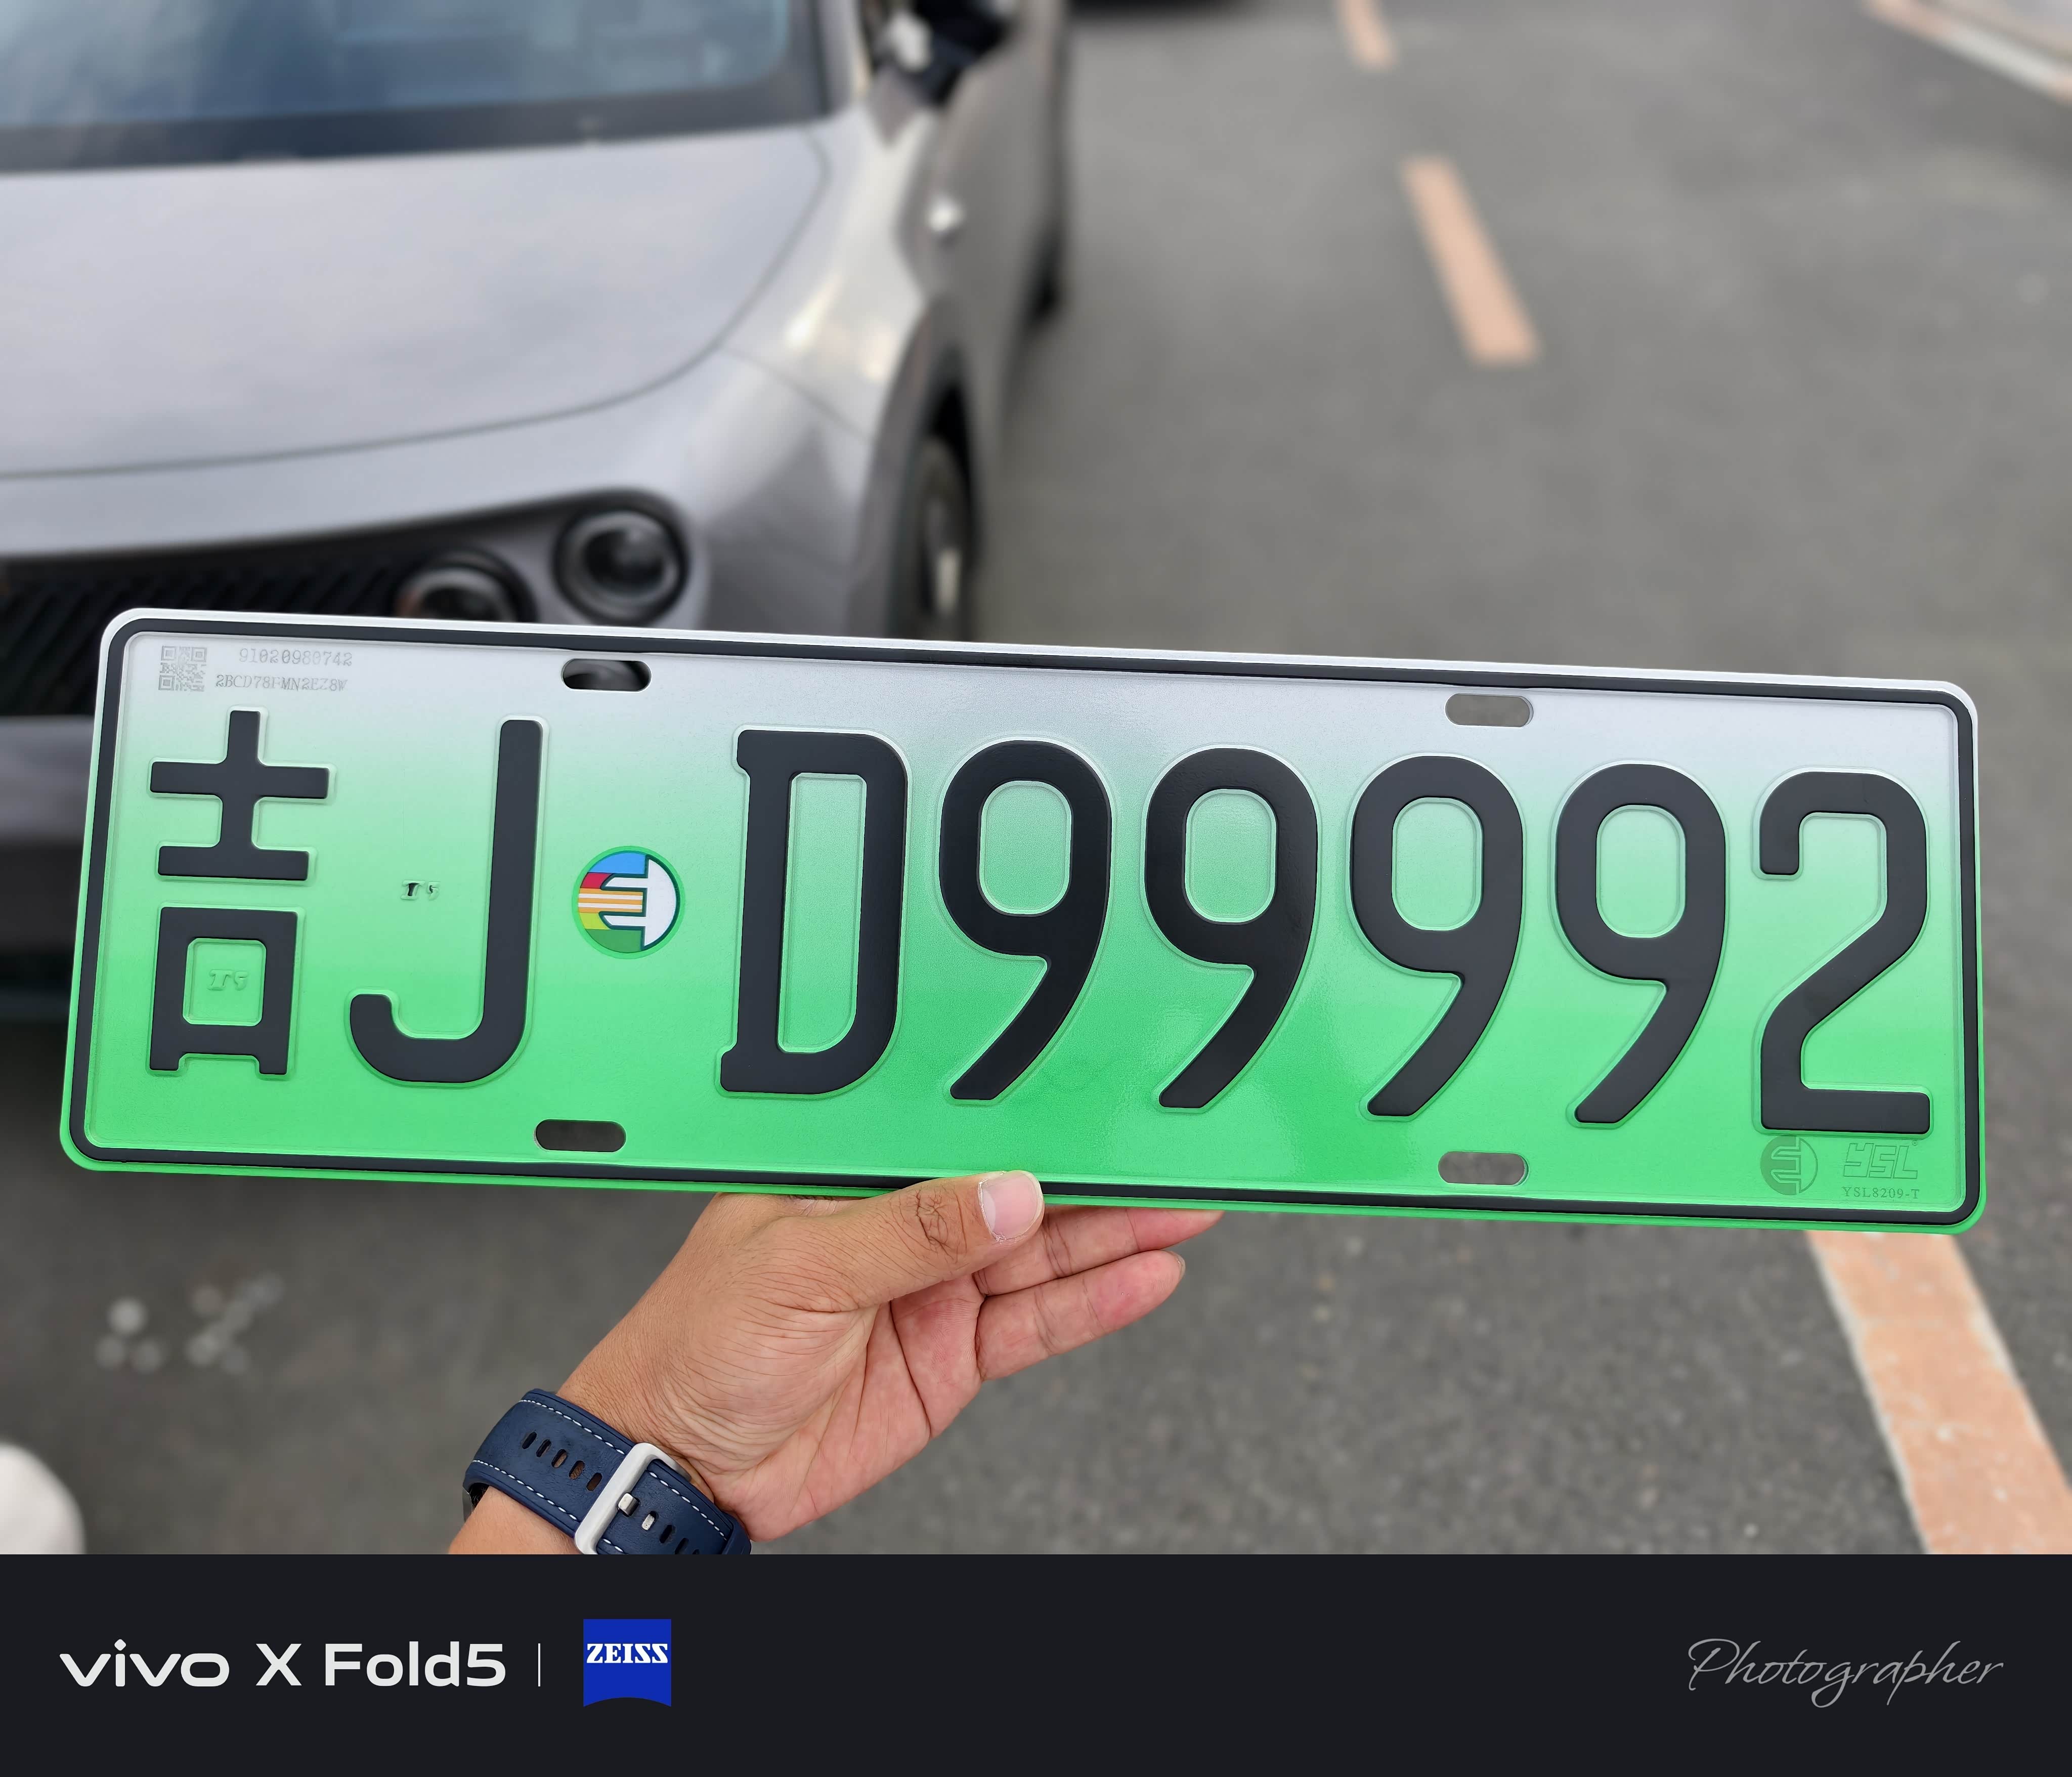 91020980742
2BCD78FMN2EZ8W
吉J·D99992
YSL
YSL8209-T
vivo X Fold5 | ZEISS
Photographer